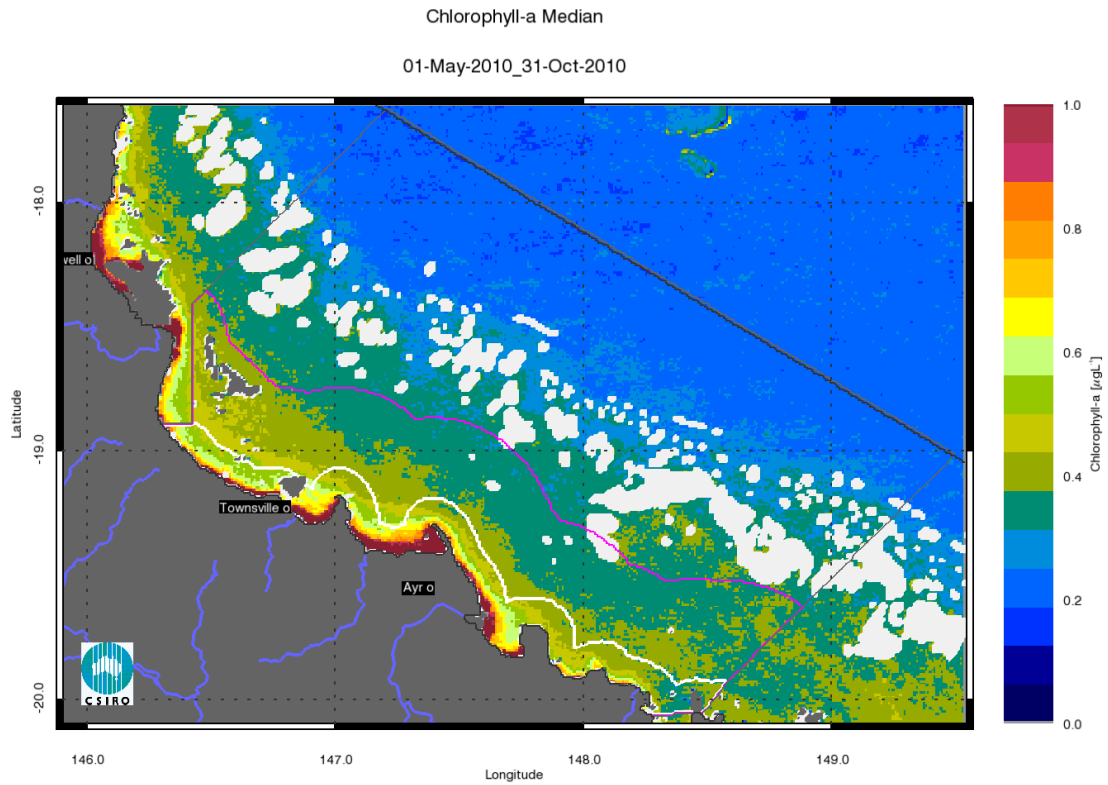 Chlorophyll-a Median
01-May-2010_31-Oct-2010
1.0
0.8
0.6
0.4
0.2
0.0
Chlorophyll-a [µgL⁻¹]
-18.0
-19.0
-20.0
Latitude
well o
Townsville o
Ayr o
CSIRO
146.0
147.0
148.0
149.0
Longitude